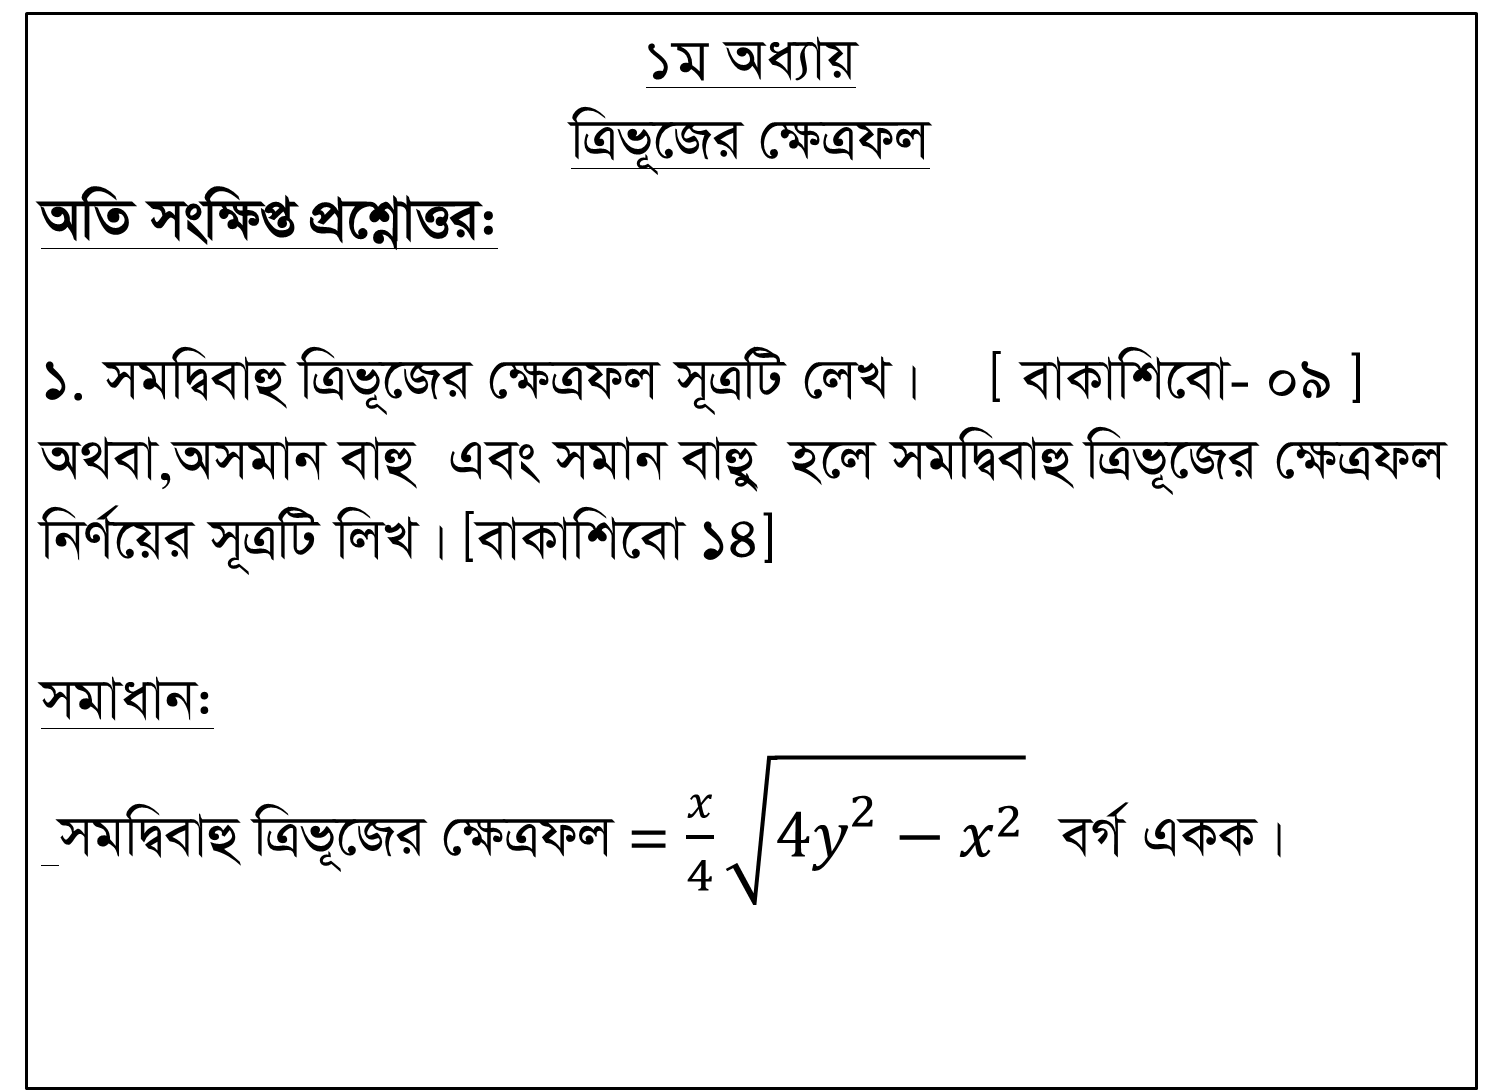 ১ম অধ্যায়
ত্রিভূজের ক্ষেত্রফল
অতি সংক্ষিপ্ত প্রশ্নোত্তরঃ
১. সমদ্বিবাহু ত্রিভূজের ক্ষেত্রফল সূত্রটি লেখ। [ বাকাশিবো- ০৯ ]
অথবা,অসমান বাহু এবং সমান বাহু হলে সমদ্বিবাহু ত্রিভূজের ক্ষেত্রফল
নির্ণয়ের সূত্রটি লিখ। [বাকাশিবো ১৪]
সমাধানঃ
সমদ্বিবাহু ত্রিভূজের ক্ষেত্রফল = x/4 √(4y² − x²) বর্গ একক।